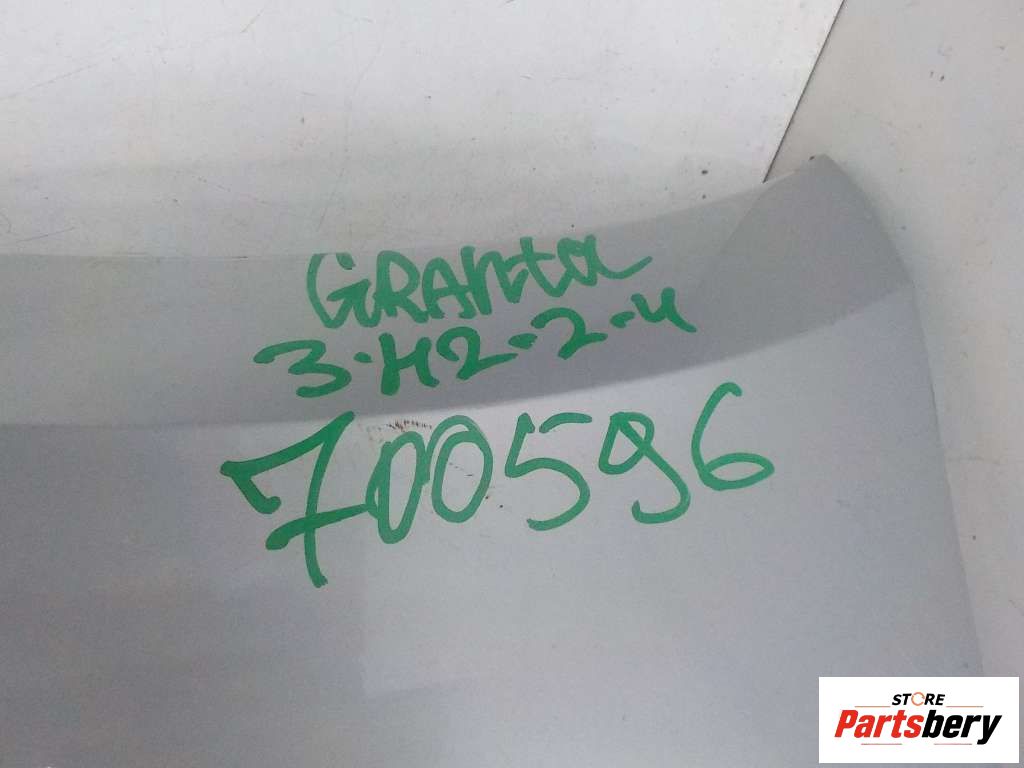 GRAnta
3-H2-2-4
700596
STORE
Partsbery